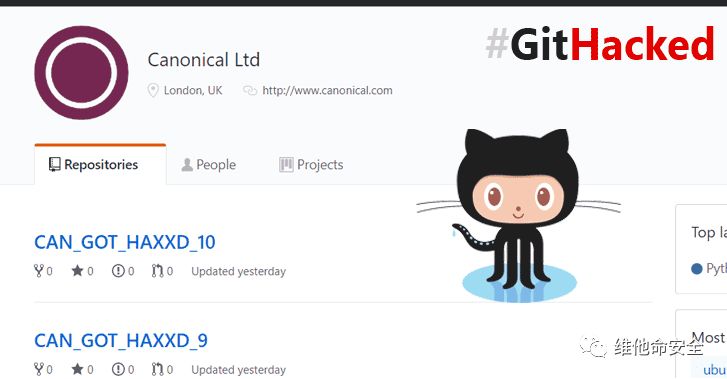 #GitHacked
Canonical Ltd
London, UK http://www.canonical.com
Repositories People Projects
CAN_GOT_HAXXD_10
0 0 0 0 Updated yesterday
CAN_GOT_HAXXD_9
0 0 0 0 Updated yesterday
Top la
Pyt
Most
ubu
维他命安全